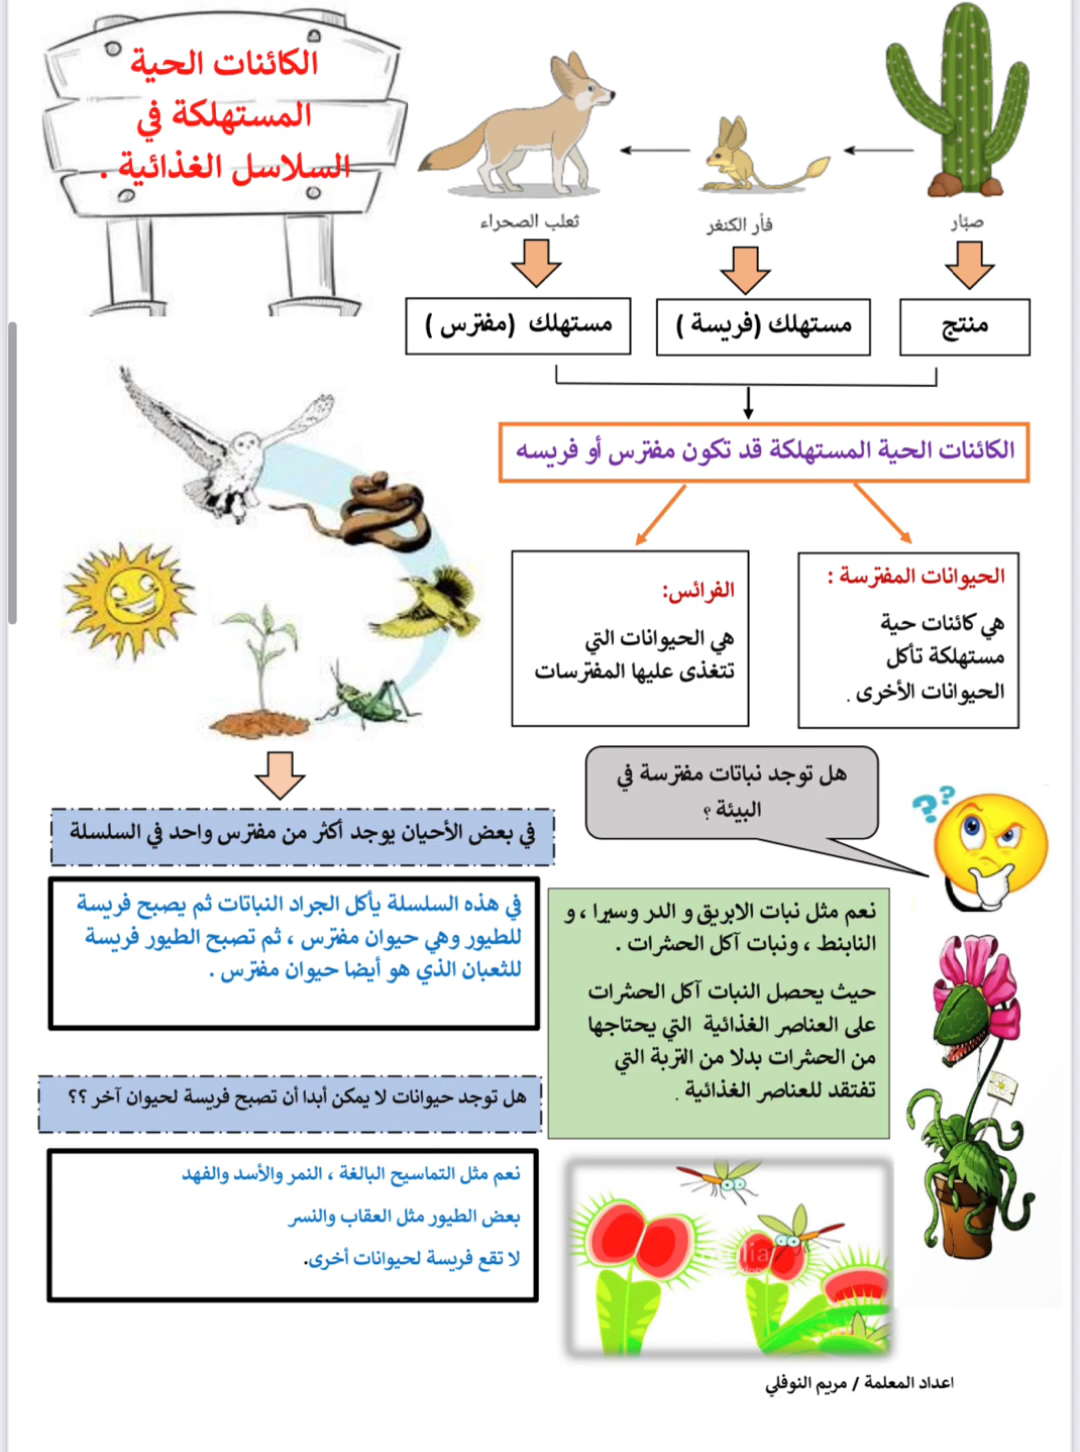 الكائنات الحية
المستهلكة في
السلاسل الغذائية .
صبّار
فأر الكنغر
ثعلب الصحراء
منتج
مستهلك (فريسة )
مستهلك (مفترس )
الكائنات الحية المستهلكة قد تكون مفترس أو فريسه
الحيوانات المفترسة :
هي كائنات حية
مستهلكة تأكل
الحيوانات الأخرى .
الفرائس:
هي الحيوانات التي
تتغذى عليها المفترسات
هل توجد نباتات مفترسة في
البيئة ؟
??
نعم مثل نبات الابريق و الدر وسيرا ، و
النابنط ، ونبات آكل الحشرات .
حيث يحصل النبات آكل الحشرات
على العناصر الغذائية التي يحتاجها
من الحشرات بدلا من التربة التي
تفتقد للعناصر الغذائية .
في بعض الأحيان يوجد أكثر من مفترس واحد في السلسلة
في هذه السلسلة يأكل الجراد النباتات ثم يصبح فريسة
للطيور وهي حيوان مفترس ، ثم تصبح الطيور فريسة
للثعبان الذي هو أيضا حيوان مفترس .
هل توجد حيوانات لا يمكن أبدا أن تصبح فريسة لحيوان آخر ؟؟
نعم مثل التماسيح البالغة ، النمر والأسد والفهد
بعض الطيور مثل العقاب والنسر
لا تقع فريسة لحيوانات أخرى.
اعداد المعلمة / مريم النوفلي